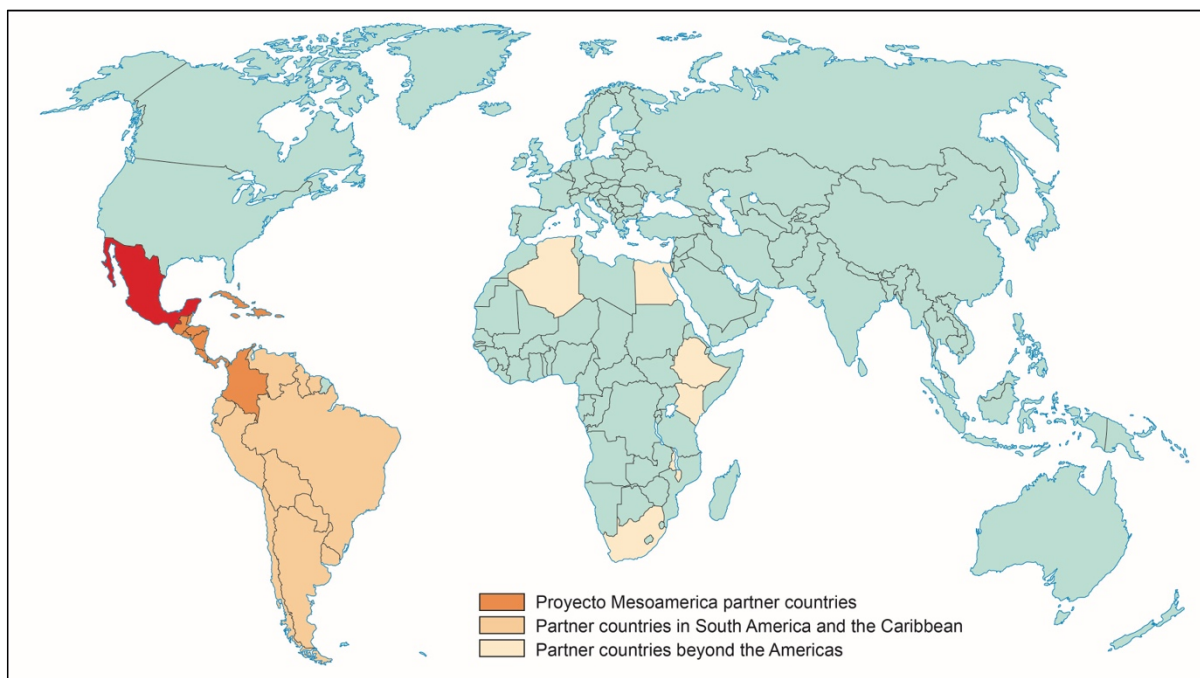 Proyecto Mesoamerica partner countries
Partner countries in South America and the Caribbean
Partner countries beyond the Americas